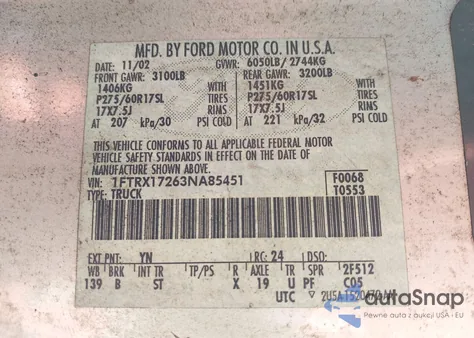 MFD. BY FORD MOTOR CO. IN U.S.A.
DATE: 11/02 GVWR: 6050LB/ 2744KG
FRONT GAWR: 3100LB REAR GAWR: 3200LB
1406KG WITH 1451KG WITH
P275/60R17SL TIRES P275/60R17SL TIRES
17X7.5J RIMS 17X7.5J RIMS
AT 207 kPa/30 PSI COLD AT 221 kPa/32 PSI COLD
THIS VEHICLE CONFORMS TO ALL APPLICABLE FEDERAL MOTOR
VEHICLE SAFETY STANDARDS IN EFFECT ON THE DATE OF
MANUFACTURE SHOWN ABOVE.
VIN: 1FTRX17263NA85451 F0068
TYPE: TRUCK T0553
EXT PNT: YN RC: 24 DSO:
WB BRK INT TR TP/PS R AXLE TR SPR 2F512
139 B ST X 19 U PF C05
UTC
autoSnap
Pewne auta z aukcji USA - EU